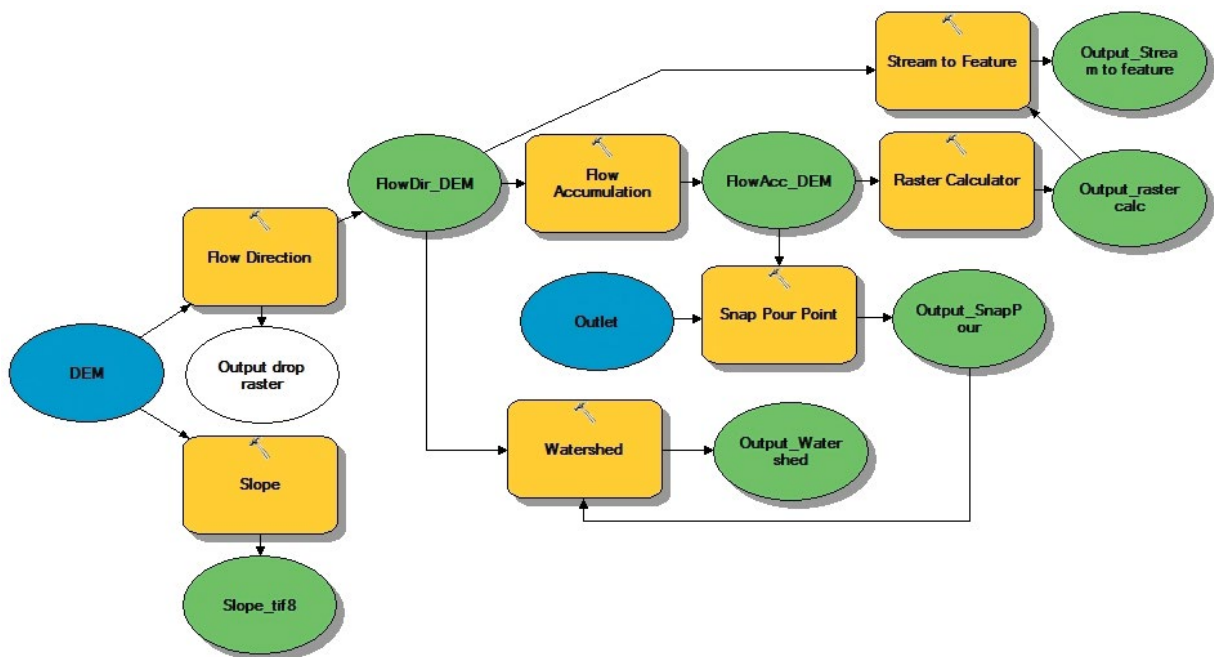 Stream to Feature
Output_Strea
m to feature
FlowDir_DEM
Flow
Accumulation
FlowAcc_DEM
Raster Calculator
Output_raster
calc
Flow Direction
Outlet
Snap Pour Point
Output_SnapP
our
DEM
Output drop
raster
Watershed
Output_Water
shed
Slope
Slope_tif8